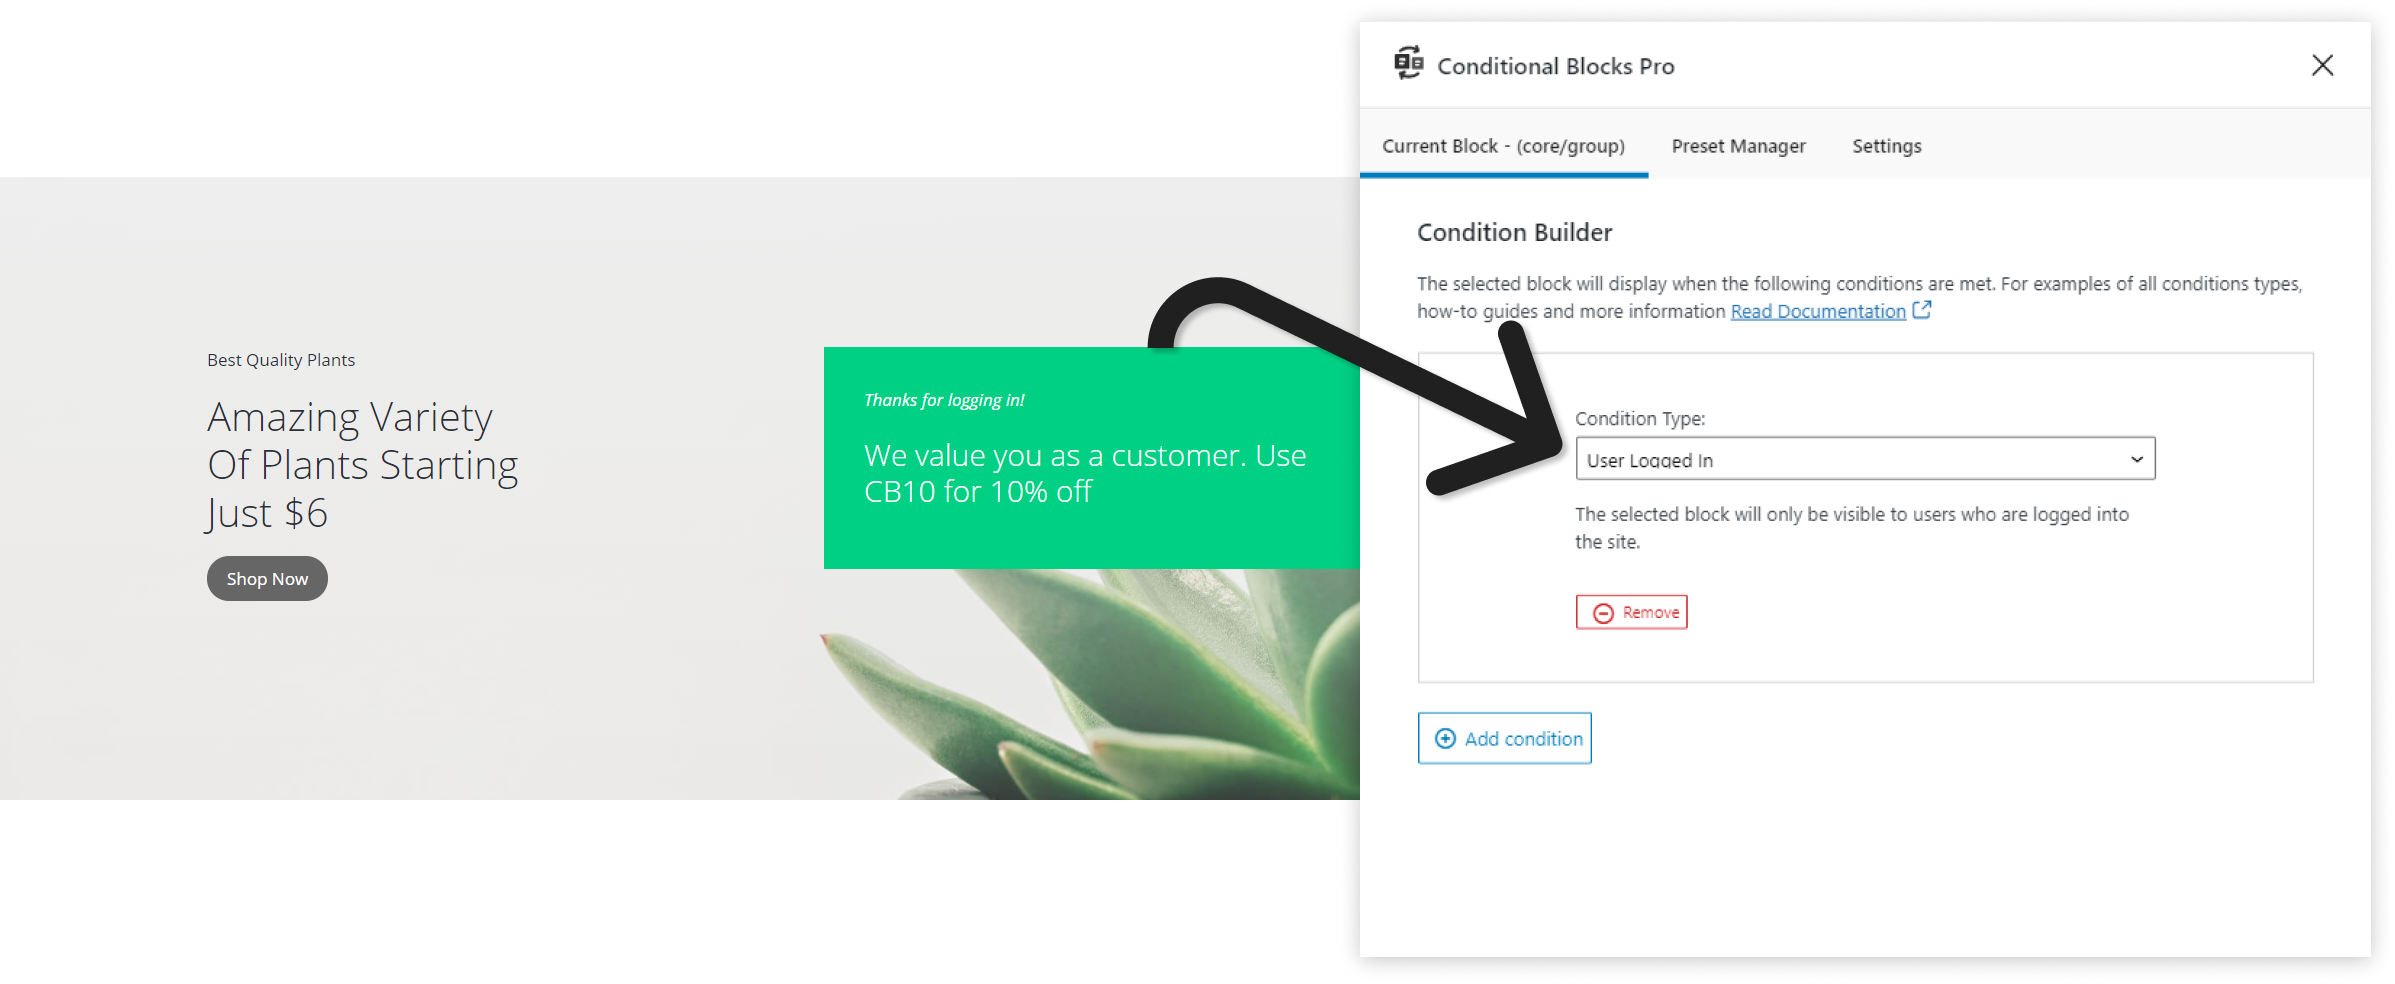 Best Quality Plants
Amazing Variety
Of Plants Starting
Just $6
Shop Now
Thanks for logging in!
We value you as a customer. Use
CB10 for 10% off
Conditional Blocks Pro
Current Block - (core/group)
Preset Manager
Settings
Condition Builder
The selected block will display when the following conditions are met. For examples of all conditions types,
how-to guides and more information Read Documentation
Condition Type:
User Logged In
The selected block will only be visible to users who are logged into
the site.
Remove
Add condition